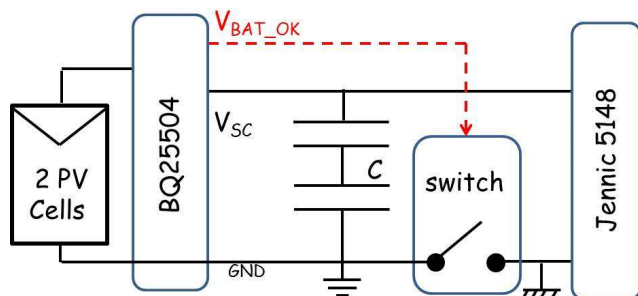 V_BAT_OK
BQ25504
V_SC
2 PV
Cells
C
switch
Jennic 5148
GND